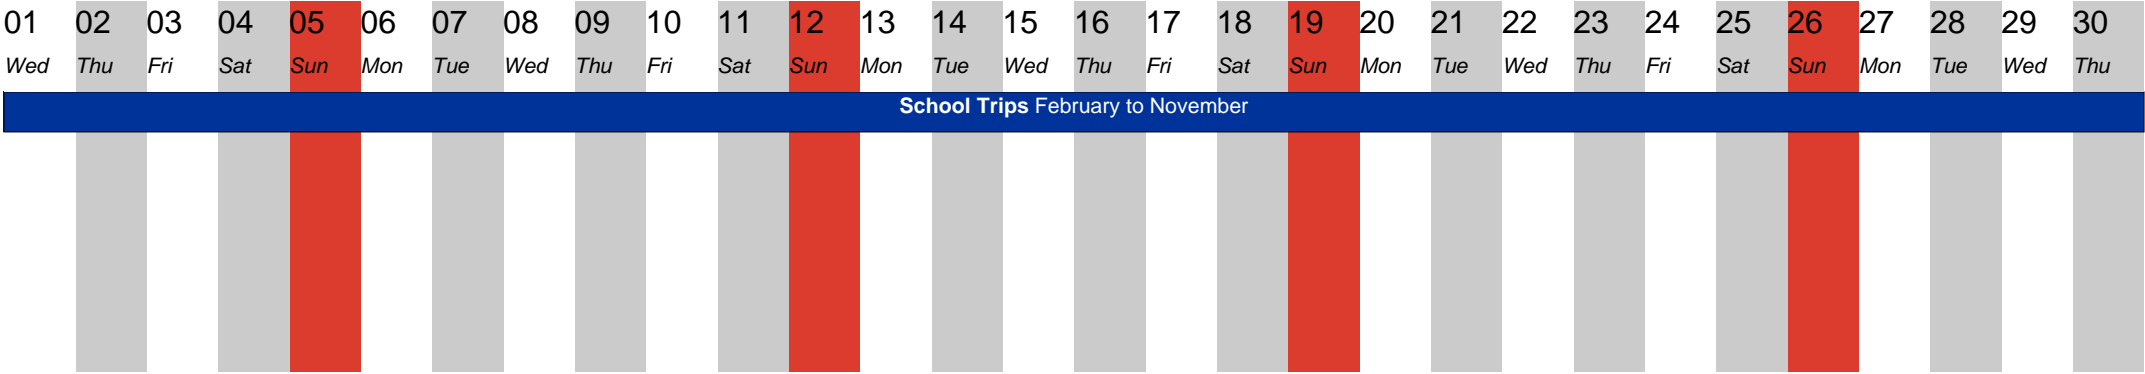 01 02 03 04 05 06 07 08 09 10 11 12 13 14 15 16 17 18 19 20 21 22 23 24 25 26 27 28 29 30
Wed Thu Fri Sat Sun Mon Tue Wed Thu Fri Sat Sun Mon Tue Wed Thu Fri Sat Sun Mon Tue Wed Thu Fri Sat Sun Mon Tue Wed Thu
School Trips February to November